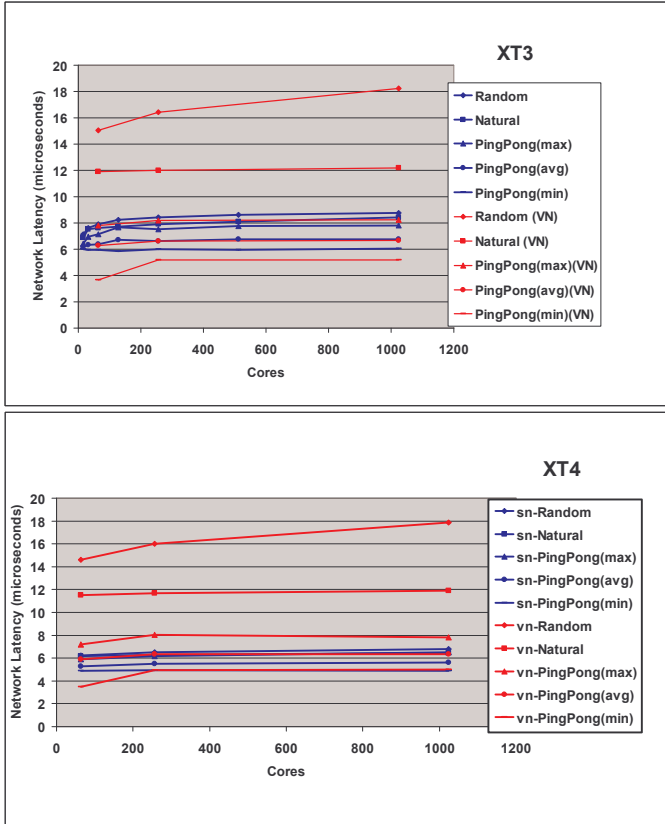 XT3
20
18
16
14
12
10
8
6
4
2
0
Network Latency (microseconds)
0 200 400 600 800 1000 1200
Cores
Random
Natural
PingPong(max)
PingPong(avg)
PingPong(min)
Random (VN)
Natural (VN)
PingPong(max)(VN)
PingPong(avg)(VN)
PingPong(min)(VN)
XT4
20
18
16
14
12
10
8
6
4
2
0
Network Latency (microseconds)
0 200 400 600 800 1000 1200
Cores
sn-Random
sn-Natural
sn-PingPong(max)
sn-PingPong(avg)
sn-PingPong(min)
vn-Random
vn-Natural
vn-PingPong(max)
vn-PingPong(avg)
vn-PingPong(min)